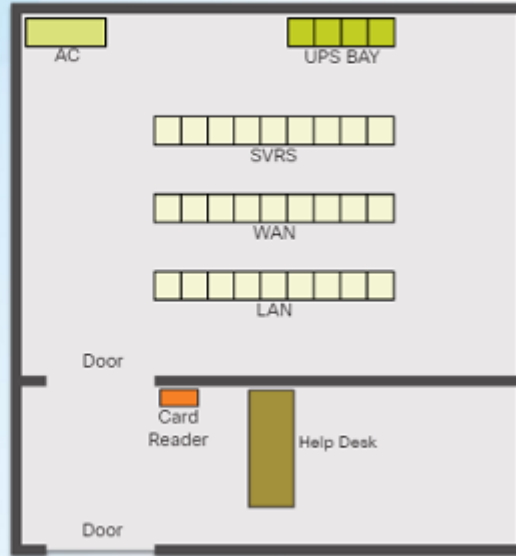 AC
UPS BAY
SVRS
WAN
LAN
Door
Card
Reader
Help Desk
Door